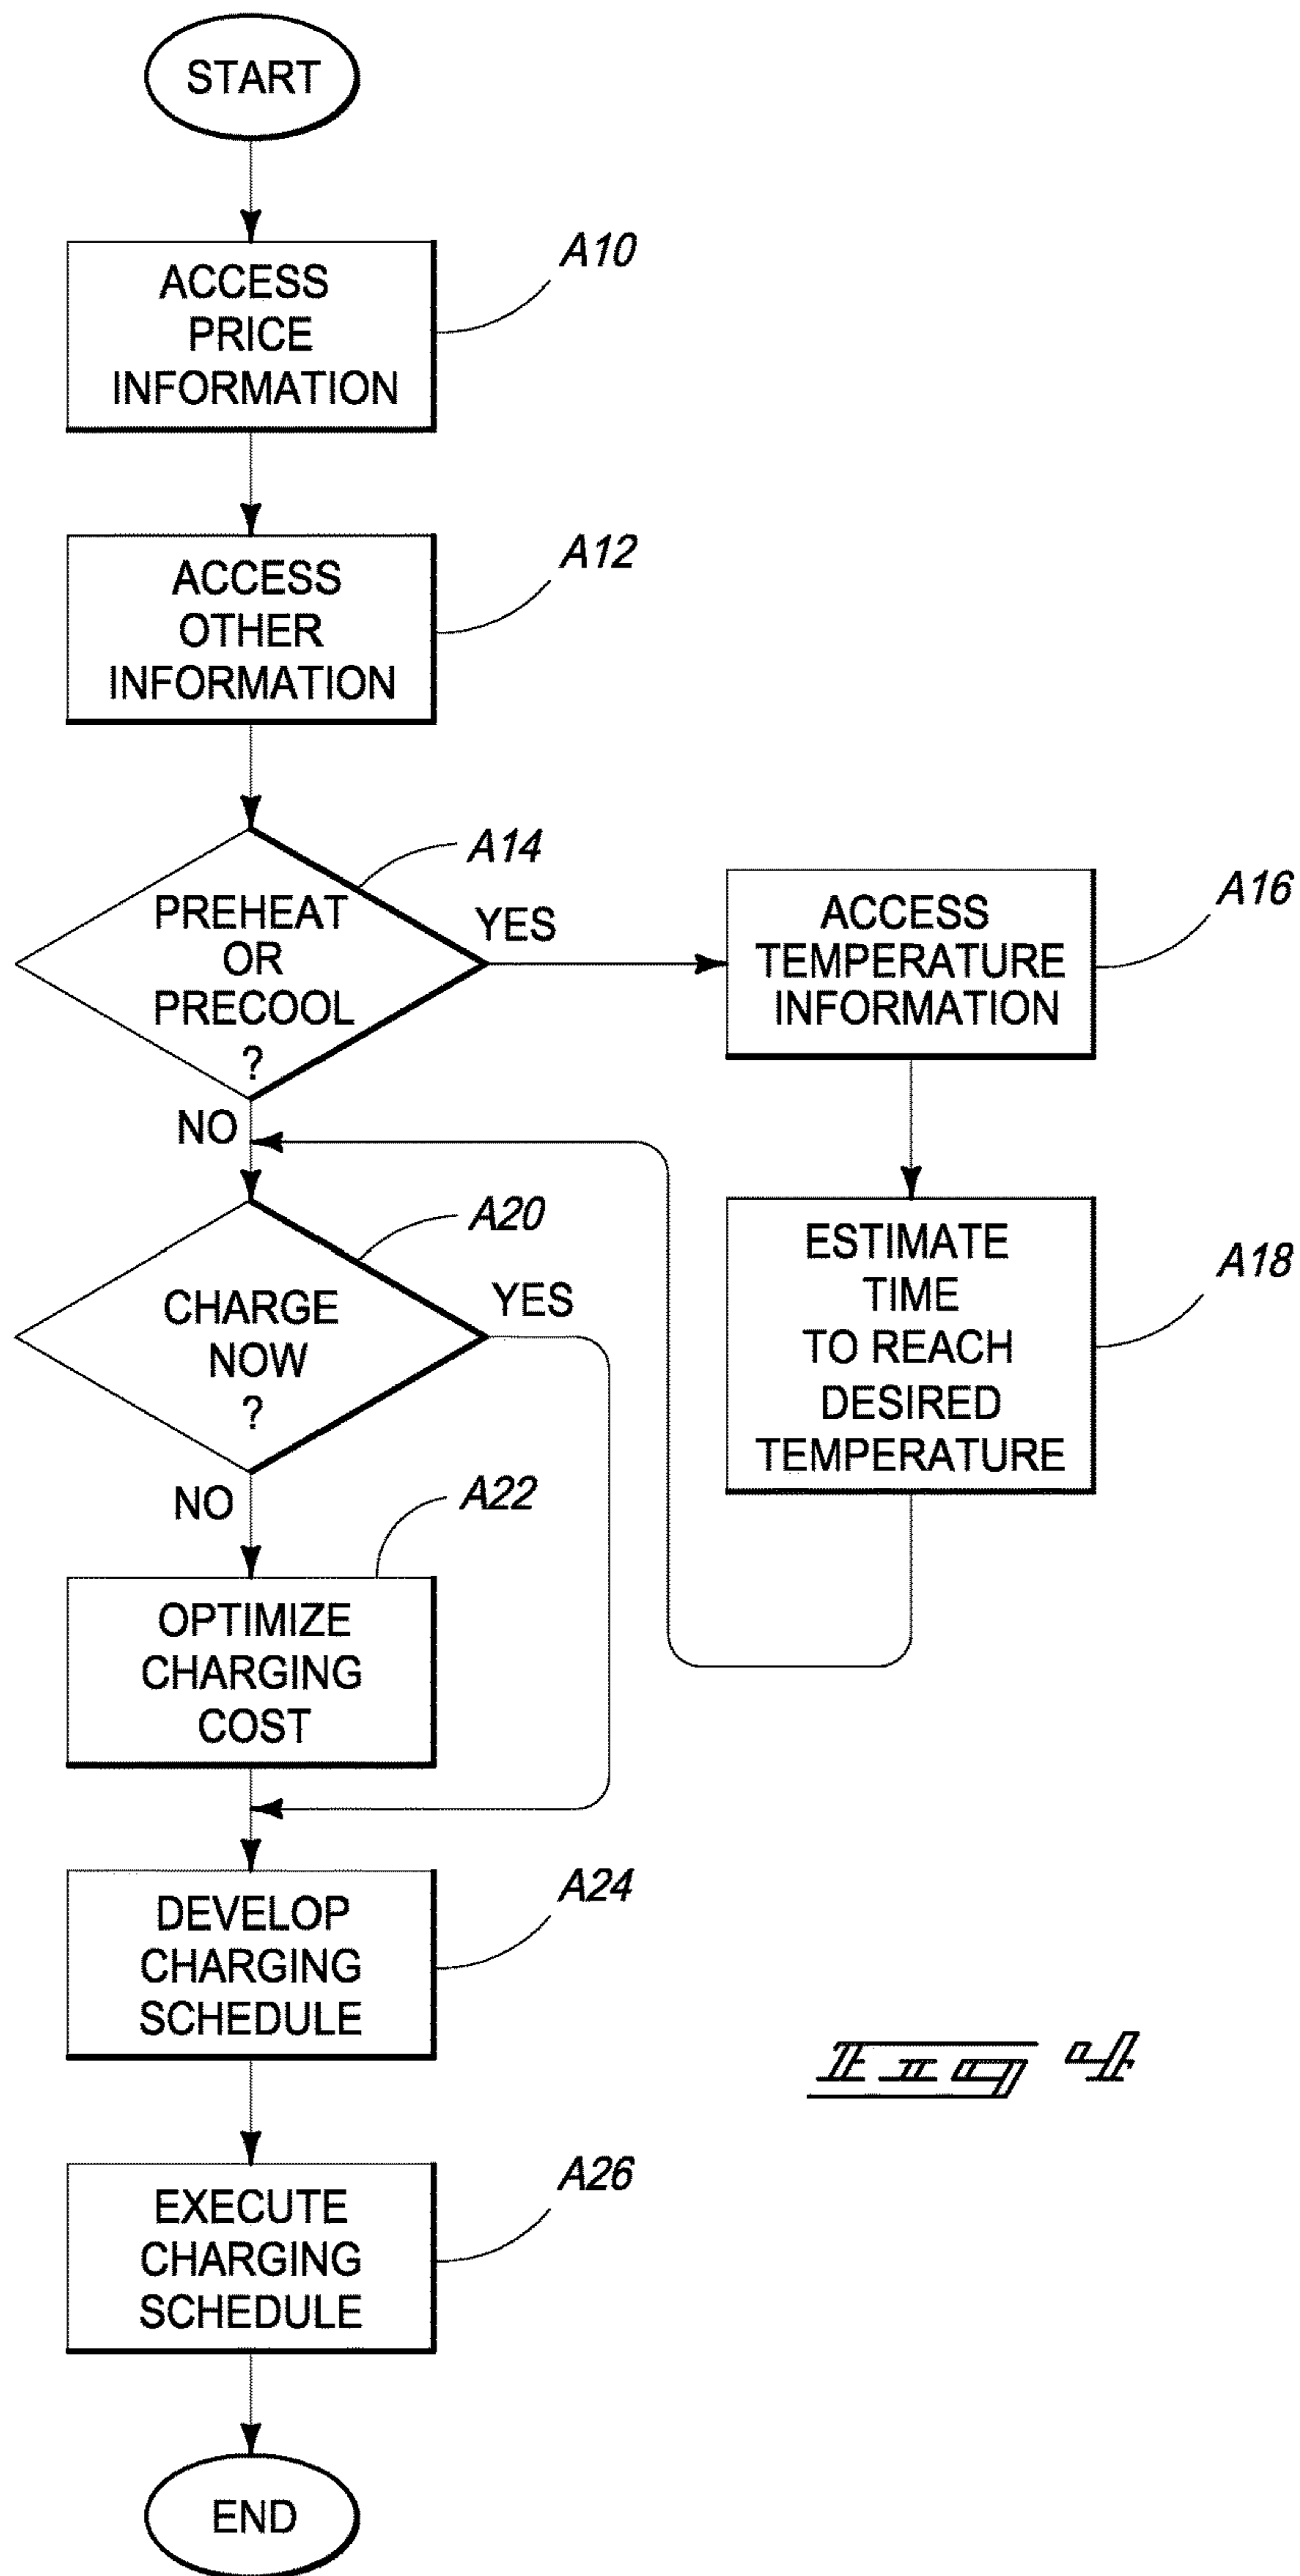 START
ACCESS
PRICE
INFORMATION
A10
ACCESS
OTHER
INFORMATION
A12
PREHEAT
OR
PRECOOL
?
A14
YES
NO
ACCESS
TEMPERATURE
INFORMATION
A16
ESTIMATE
TIME
TO REACH
DESIRED
TEMPERATURE
A18
CHARGE
NOW
?
A20
YES
NO
OPTIMIZE
CHARGING
COST
A22
DEVELOP
CHARGING
SCHEDULE
A24
EXECUTE
CHARGING
SCHEDULE
A26
END
Fig 4